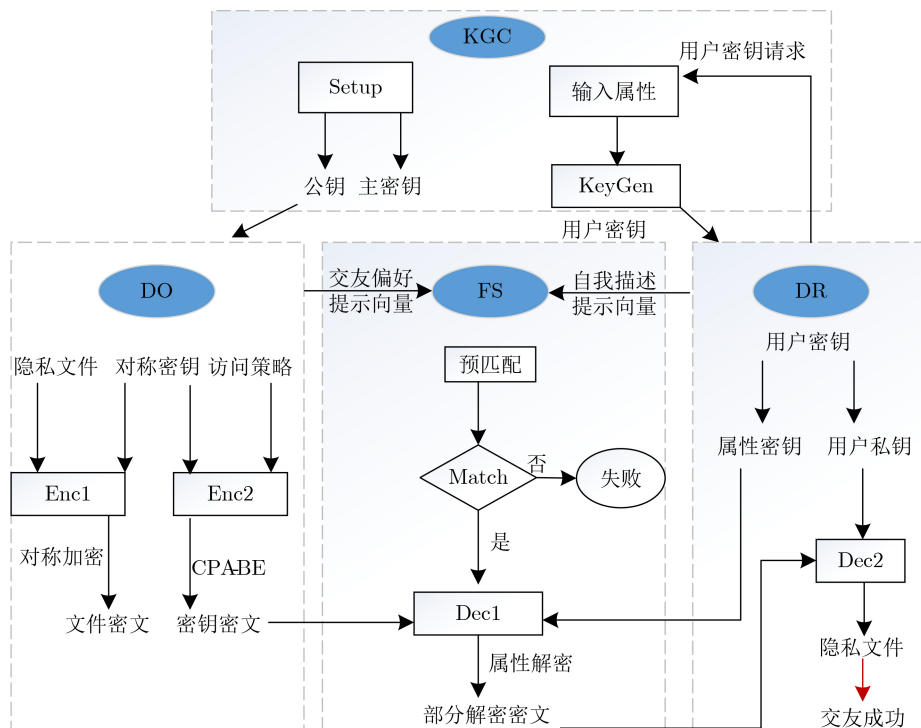 KGC
用户密钥请求
Setup
输入属性
公钥
主密钥
KeyGen
用户密钥
DO
交友偏好
提示向量
FS
自我描述
提示向量
DR
用户密钥
隐私文件
对称密钥
访问策略
预匹配
属性密钥
用户私钥
Enc1
Enc2
Match
否
失败
对称加密
CPA-BE
是
Dec2
文件密文
密钥密文
Dec1
隐私文件
属性解密
部分解密密文
交友成功